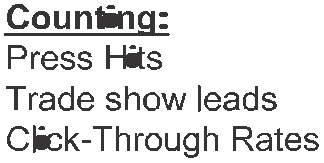 Counting:
Press Hits
Trade show leads
Click-Through Rates